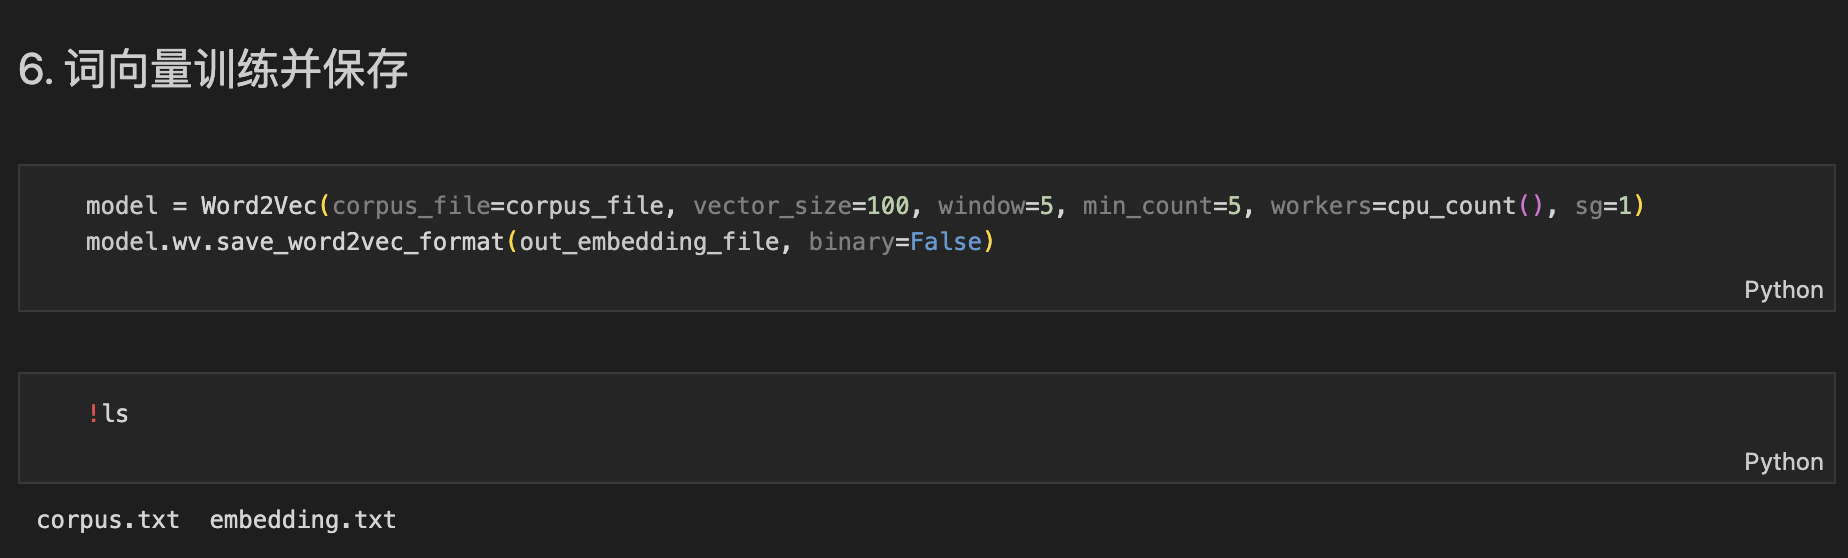 6. 词向量训练并保存
model = Word2Vec(corpus_file=corpus_file, vector_size=100, window=5, min_count=5, workers=cpu_count(), sg=1)
model.wv.save_word2vec_format(out_embedding_file, binary=False)
Python
!ls
Python
corpus.txt  embedding.txt